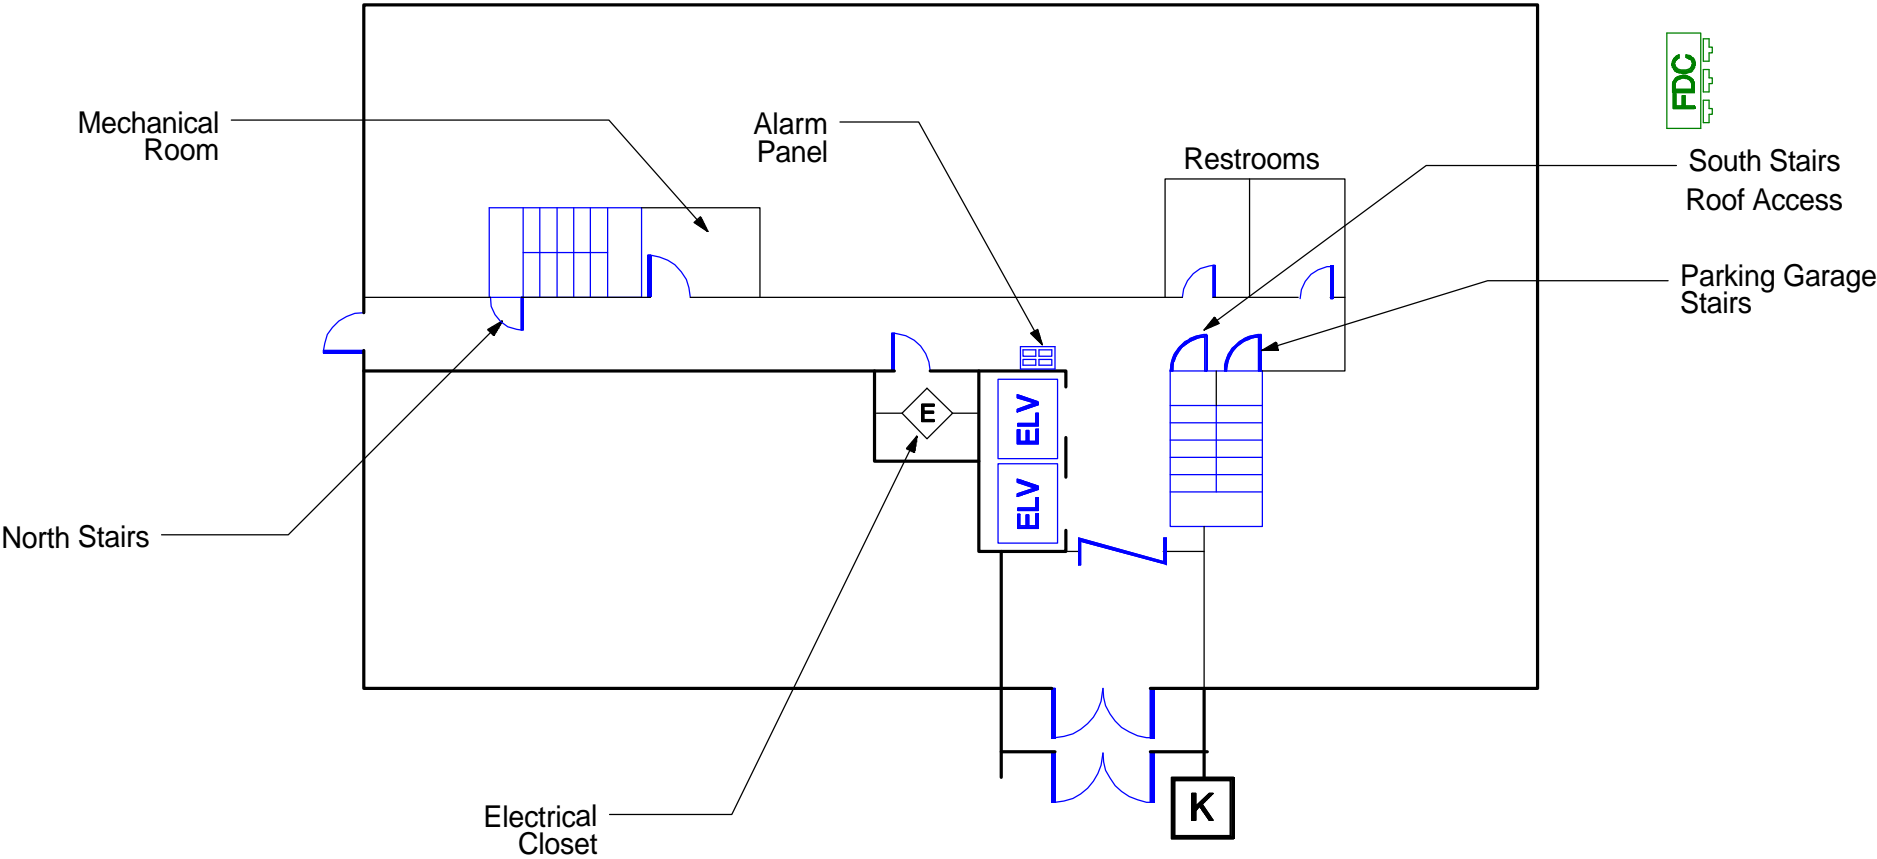 FDC
Mechanical
Room
Alarm
Panel
Restrooms
South Stairs
Roof Access
Parking Garage
Stairs
E
ELV
ELV
North Stairs
Electrical
Closet
K